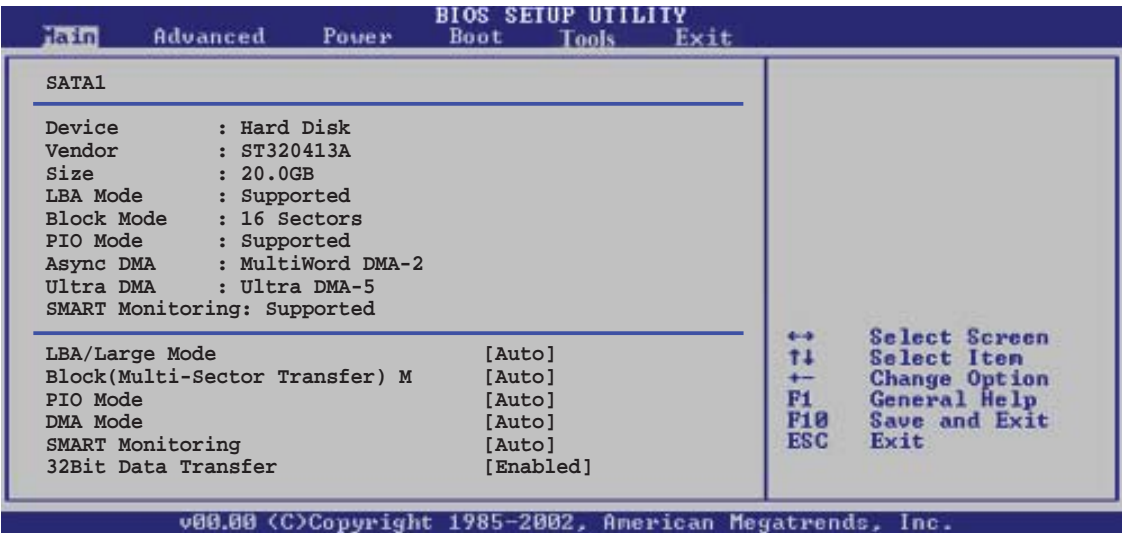 BIOS SETUP UTILITY
Main Advanced Power Boot Tools Exit
SATA1
Device : Hard Disk
Vendor : ST320413A
Size : 20.0GB
LBA Mode : Supported
Block Mode : 16 Sectors
PIO Mode : Supported
Async DMA : MultiWord DMA-2
Ultra DMA : Ultra DMA-5
SMART Monitoring: Supported
LBA/Large Mode [Auto]
Block(Multi-Sector Transfer) M [Auto]
PIO Mode [Auto]
DMA Mode [Auto]
SMART Monitoring [Auto]
32Bit Data Transfer [Enabled]
←→ Select Screen
↑↓ Select Item
+- Change Option
F1 General Help
F10 Save and Exit
ESC Exit
v00.00 (C)Copyright 1985-2002, American Megatrends, Inc.